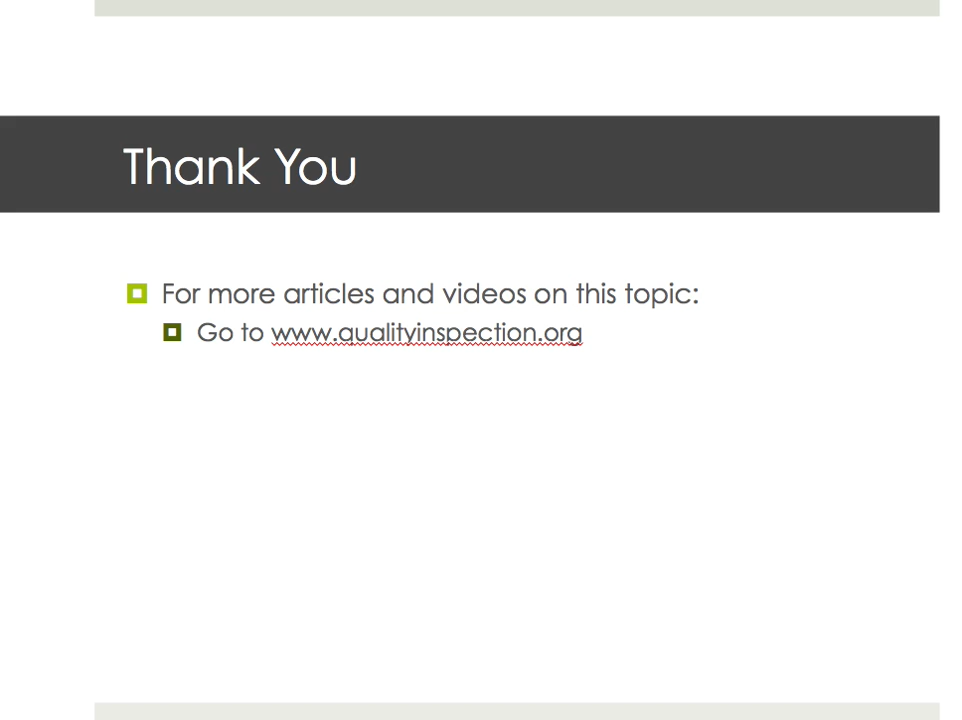 Thank You
For more articles and videos on this topic:
Go to www.qualityinspection.org